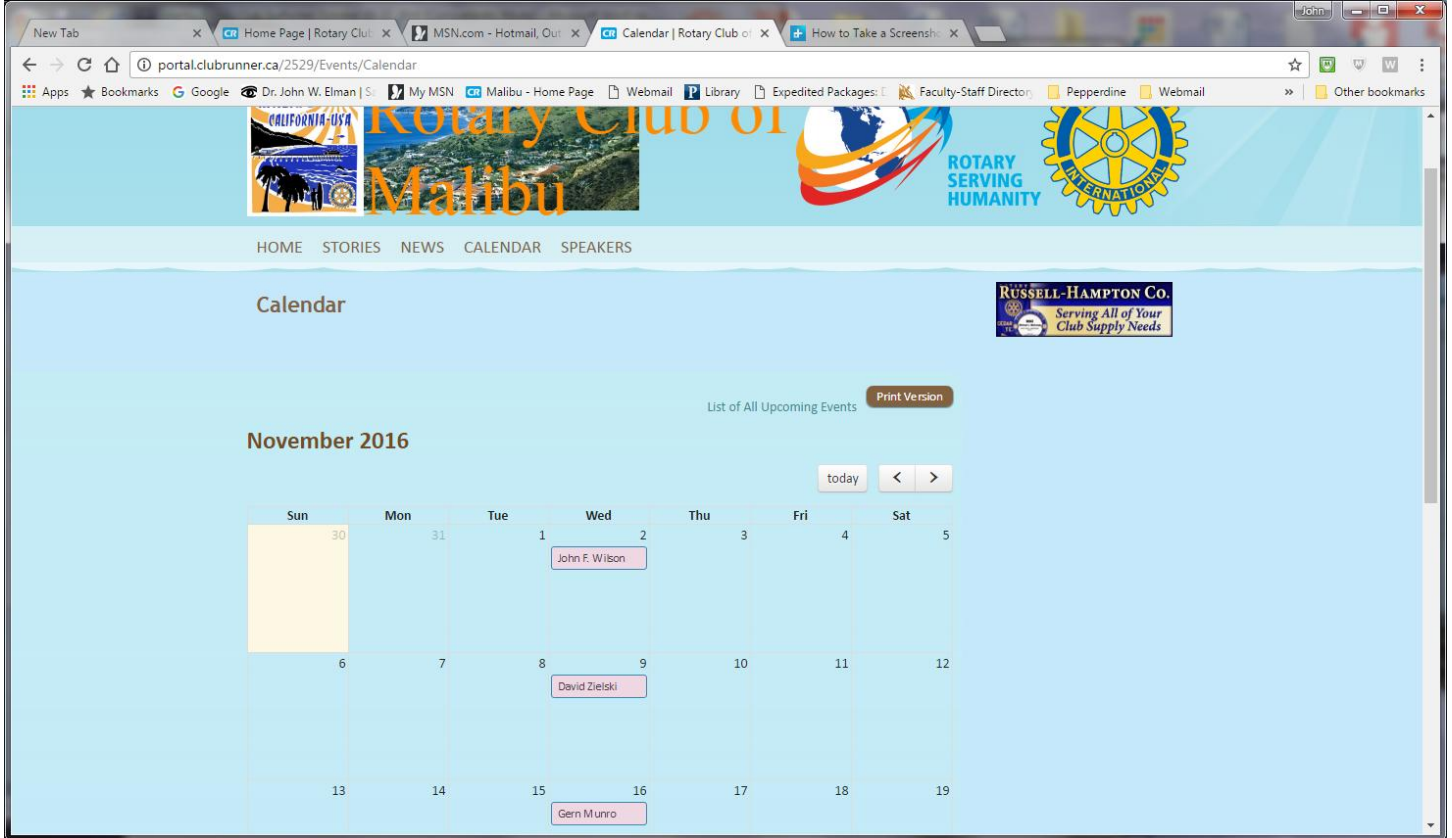 John
New Tab
Home Page | Rotary Club
MSN.com - Hotmail, Out
Calendar | Rotary Club of
How to Take a Screensho
portal.clubrunner.ca/2529/Events/Calendar
W
Apps Bookmarks G Google Dr. John W. Elman | S My MSN CR Malibu - Home Page Webmail P Library Expedited Packages: Faculty-Staff Directory Pepperdine Webmail » Other bookmarks
CALIFORNIA-USA
Rotary Club of
Malibu
ROTARY
SERVING
HUMANITY
INTERNATIONAL
HOME STORIES NEWS CALENDAR SPEAKERS
Calendar
RUSSELL-HAMPTON CO.
Serving All of Your
Club Supply Needs
List of All Upcoming Events Print Version
November 2016
today < >
Sun Mon Tue Wed Thu Fri Sat
30 31 1 2 3 4 5
John F. Wilson
6 7 8 9 10 11 12
David Zielski
13 14 15 16 17 18 19
Gern Munro